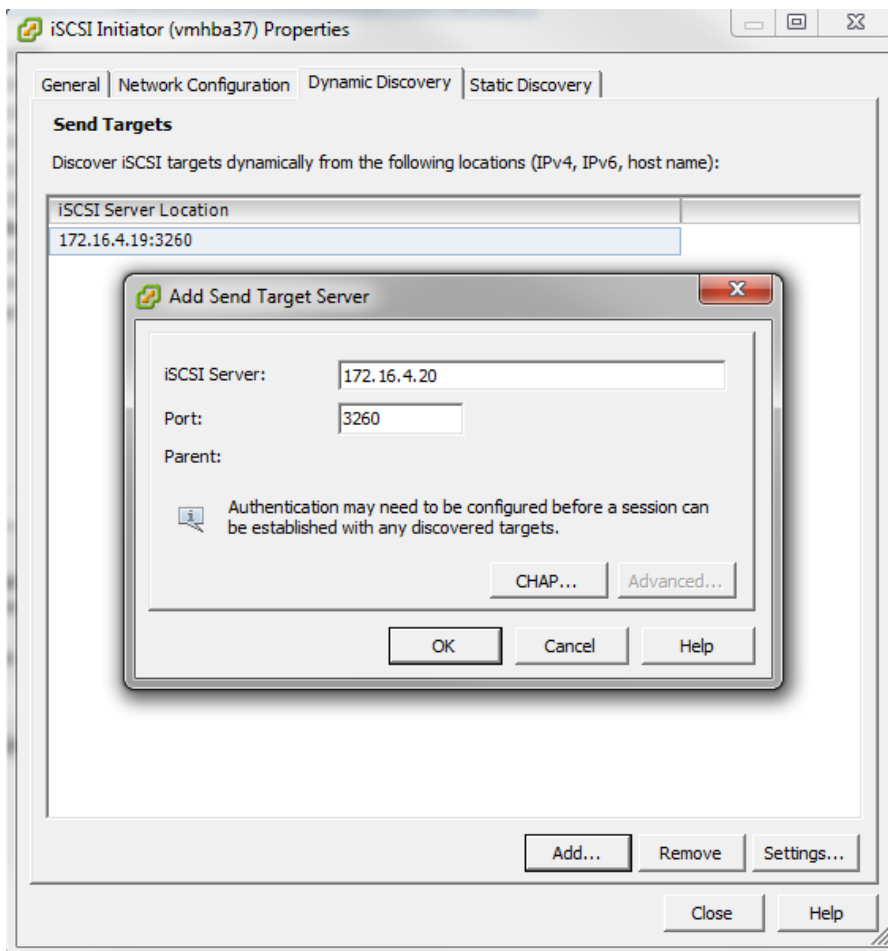 iSCSI Initiator (vmhba37) Properties
General Network Configuration Dynamic Discovery Static Discovery
Send Targets
Discover iSCSI targets dynamically from the following locations (IPv4, IPv6, host name):
iSCSI Server Location
172.16.4.19:3260
Add Send Target Server
iSCSI Server: 172.16.4.20
Port: 3260
Parent:
Authentication may need to be configured before a session can
be established with any discovered targets.
CHAP... Advanced...
OK Cancel Help
Add... Remove Settings...
Close Help